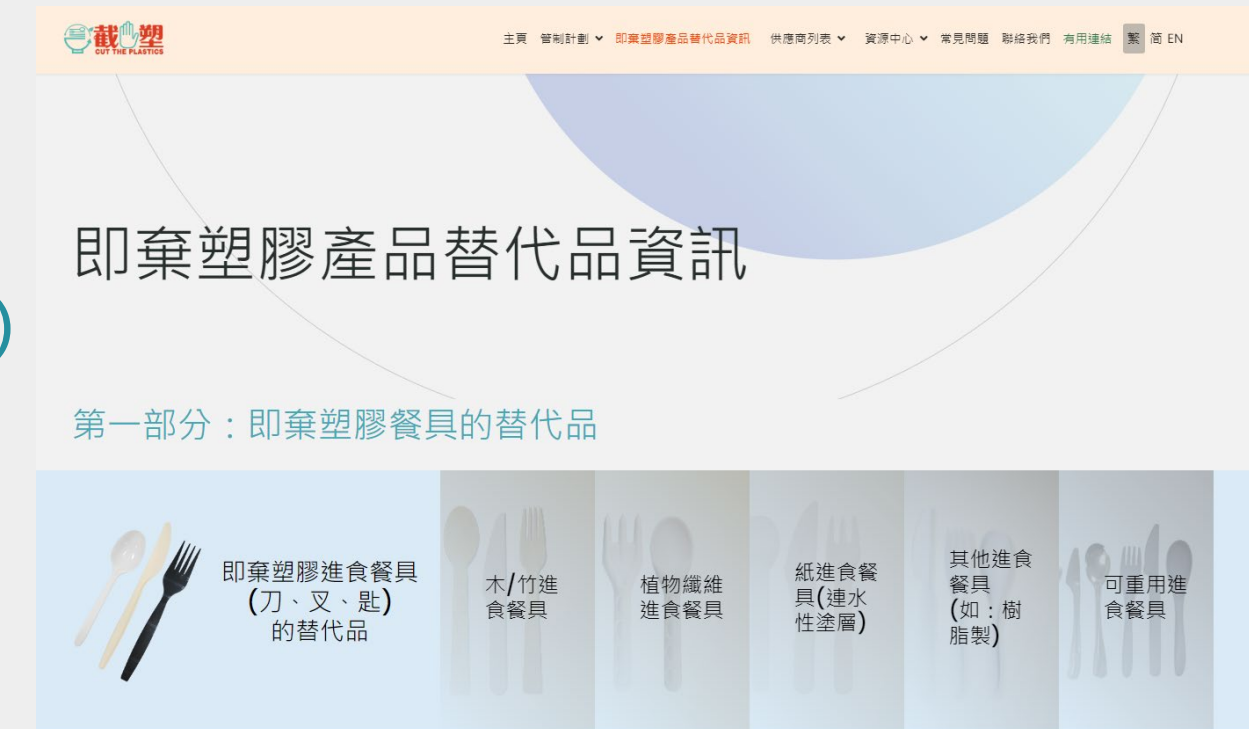 截塑
CUT THE PLASTICS
主頁 管制計劃 即棄塑膠產品替代品資訊 供應商列表 資源中心 常見問題 聯絡我們 有用連結 繁 简 EN
即棄塑膠產品替代品資訊
第一部分：即棄塑膠餐具的替代品
即棄塑膠進食餐具
(刀、叉、匙)
的替代品
木/竹進
食餐具
植物纖維
進食餐具
紙進食餐
具(連水
性塗層)
其他進食
餐具
(如：樹
脂製)
可重用進
食餐具